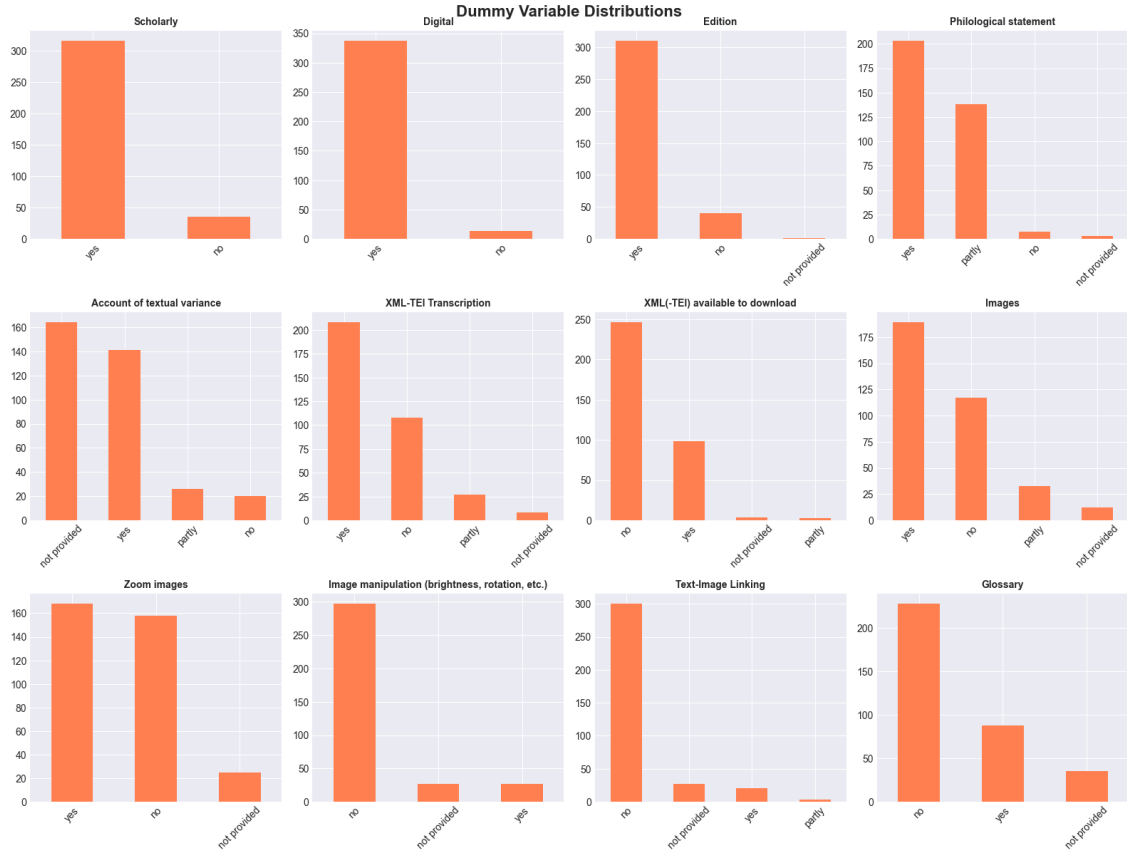 Dummy Variable Distributions
Scholarly
300
250
200
150
100
50
0
yes
no
Digital
350
300
250
200
150
100
50
0
yes
no
Edition
300
250
200
150
100
50
0
yes
no
not provided
Philological statement
200
175
150
125
100
75
50
25
0
yes
partly
no
not provided
Account of textual variance
160
140
120
100
80
60
40
20
0
not provided
yes
partly
no
XML-TEI Transcription
200
175
150
125
100
75
50
25
0
yes
no
partly
not provided
XML(-TEI) available to download
250
200
150
100
50
0
no
yes
not provided
partly
Images
175
150
125
100
75
50
25
0
yes
no
partly
not provided
Zoom images
160
140
120
100
80
60
40
20
0
yes
no
not provided
Image manipulation (brightness, rotation, etc.)
300
250
200
150
100
50
0
no
not provided
yes
Text-Image Linking
300
250
200
150
100
50
0
no
not provided
yes
partly
Glossary
200
150
100
50
0
no
yes
not provided